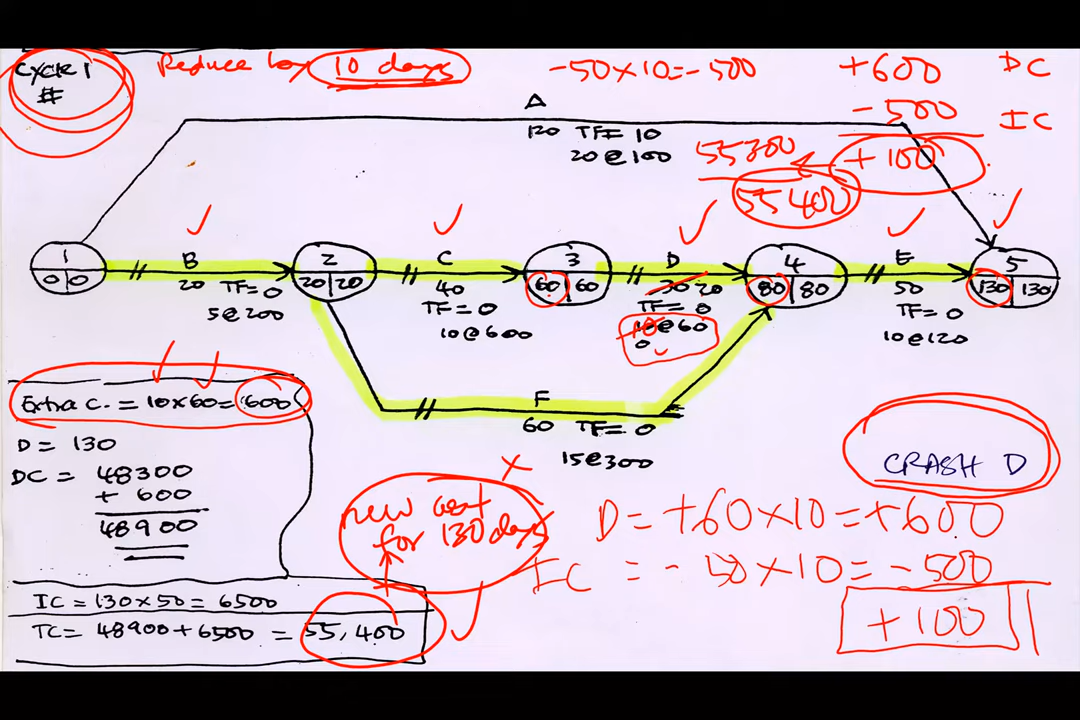 Cycle 1
#
Reduce by 10 days
-50×10=-500
+600 DC
-500 IC
+100
55300
55400
A
120 TF=10
20@100
1
0 0
B
20 TF=0
5@200
2
20 20
C
40
TF=0
10@600
3
60 60
D
30 20
TF=0
10@60
0
4
80 80
E
50
TF=0
10@120
5
130 130
F
60 TF=0
15@300
Extra C. = 10×60= 600
D = 130
DC = 48300
+ 600
48900
IC = 130×50 = 6500
TC= 48900+6500 = 55,400
new cost
for 130 days
CRASH D
D = +60×10=+600
IC = -50×10=-500
+100